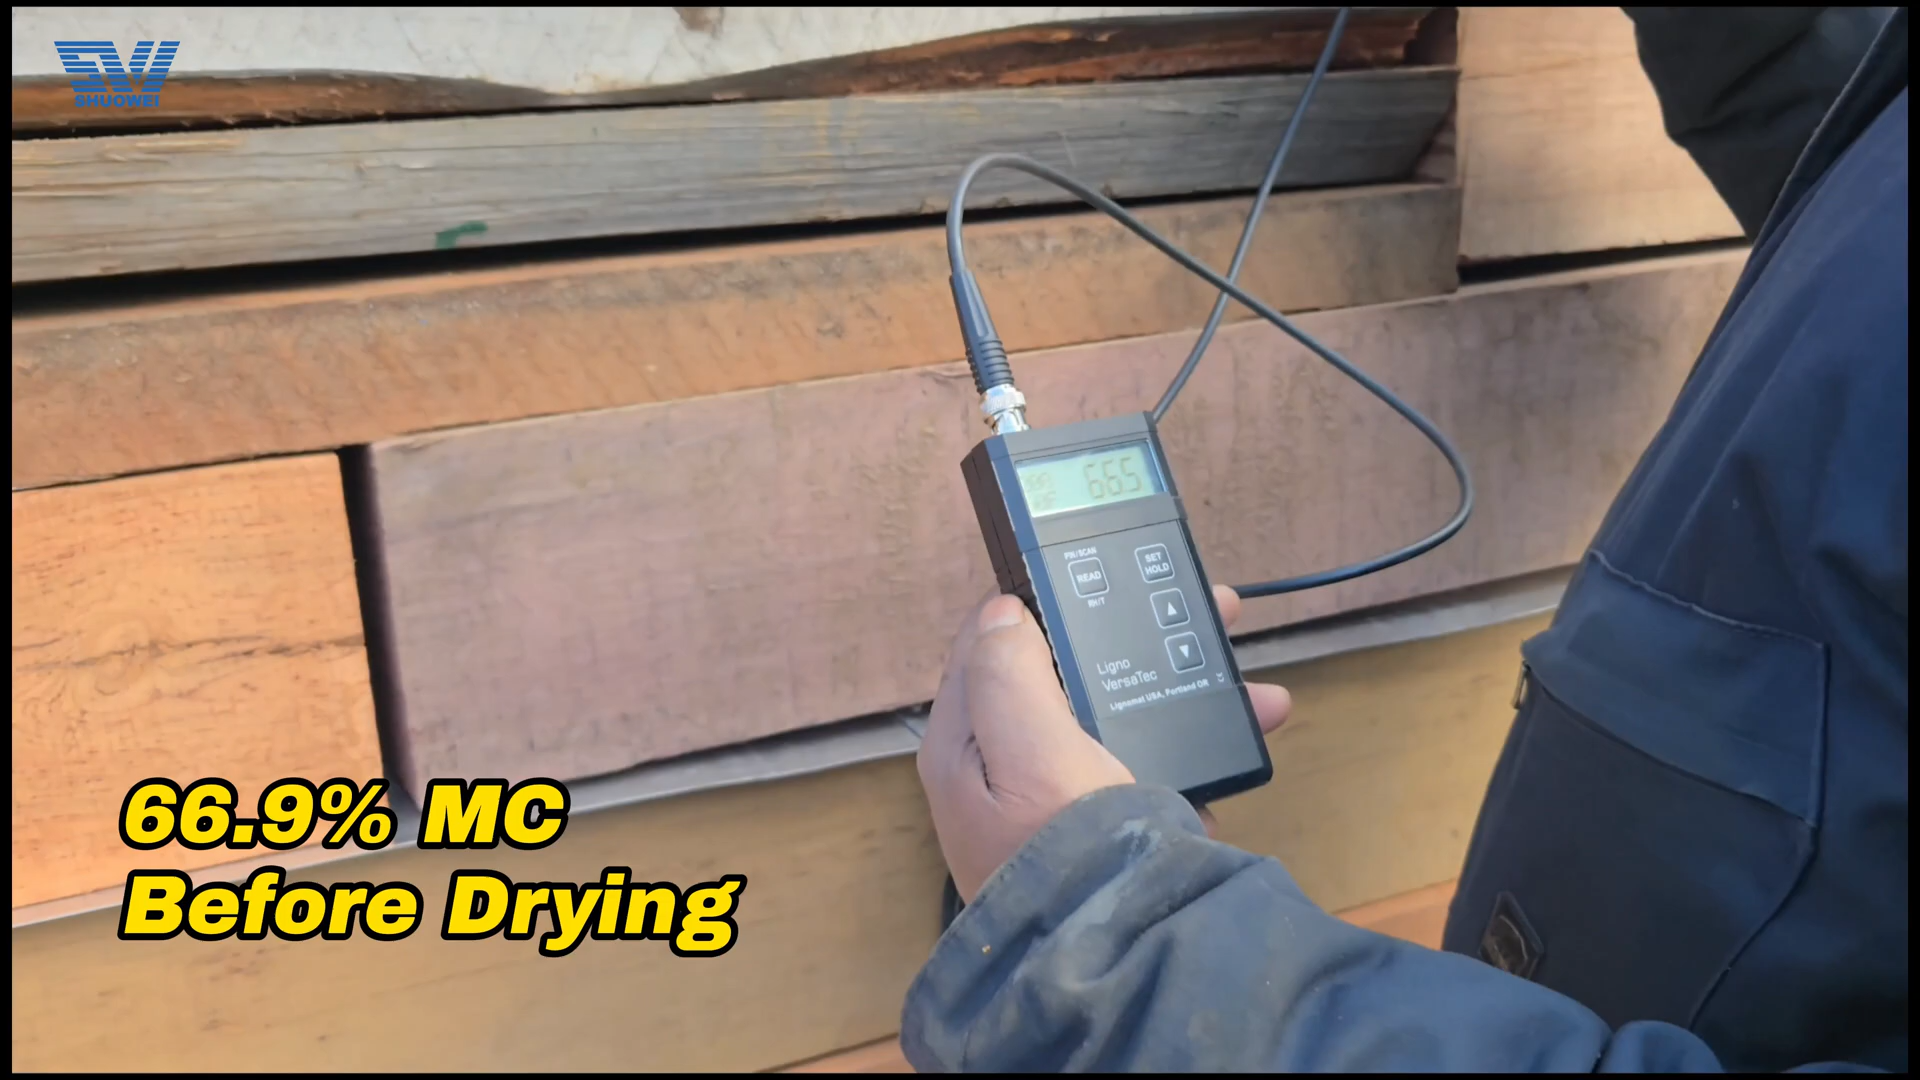 SHUOWEI
66.5
PIN/SCAN
READ
RH/T
SET
HOLD
Ligno
VersaTec
Lignomat USA, Portland OR
66.9% MC
Before Drying